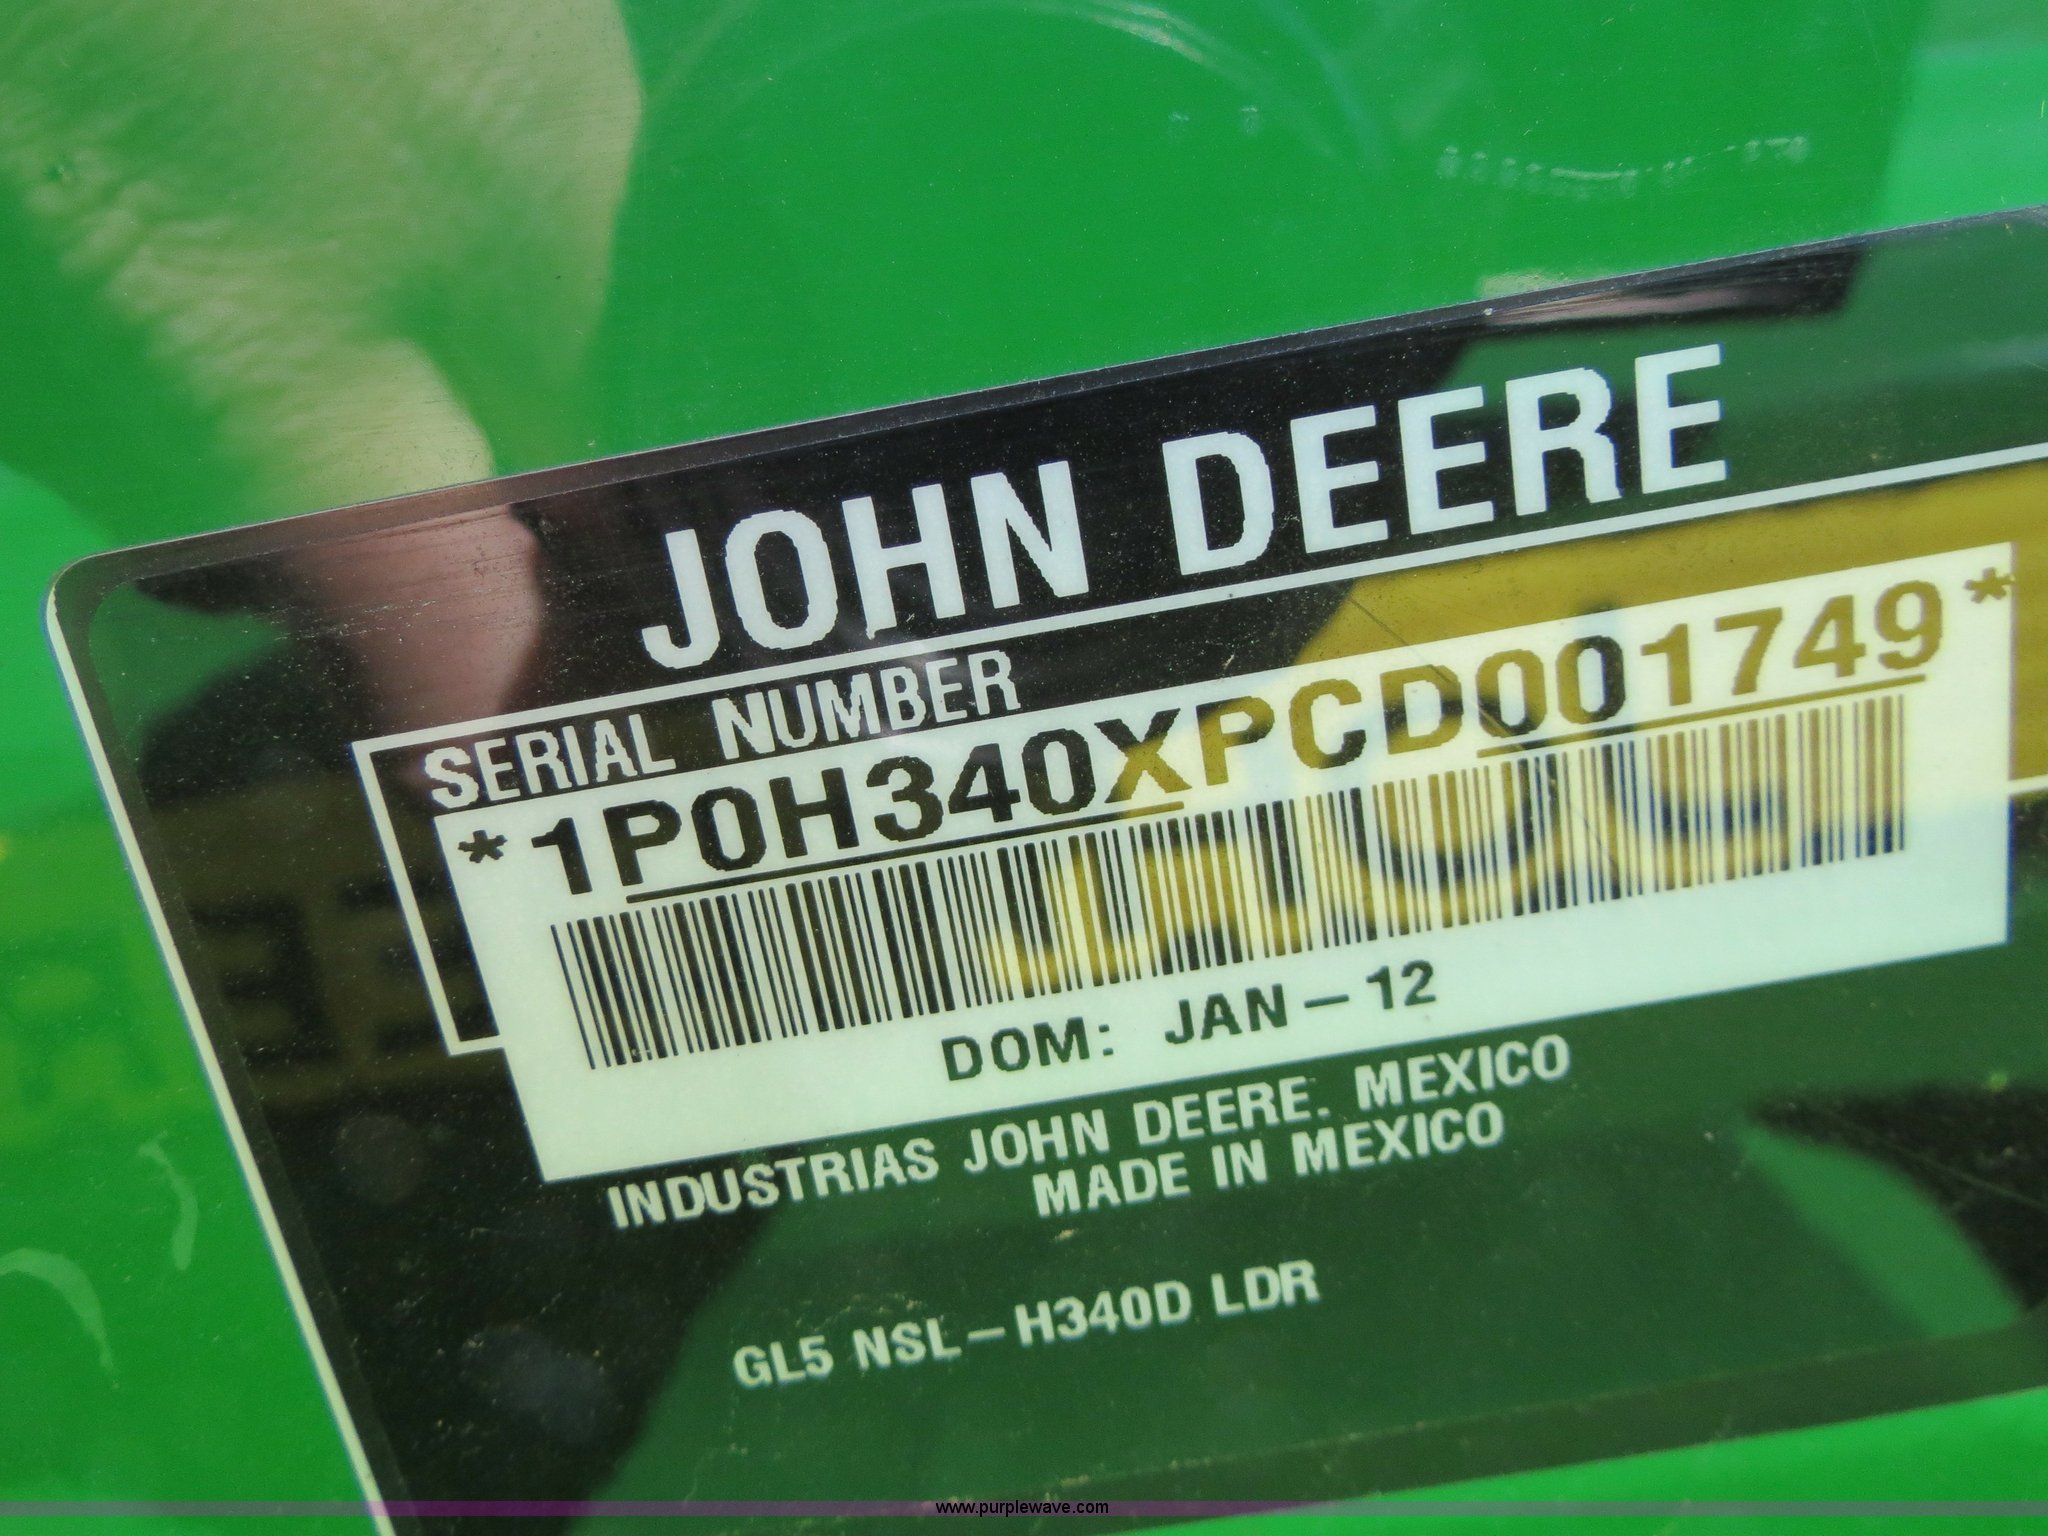 JOHN DEERE
SERIAL NUMBER
*1P0H340XPCD001749*
DOM: JAN-12
INDUSTRIAS JOHN DEERE. MEXICO
MADE IN MEXICO
GL5 NSL-H340D LDR
www.purplewave.com